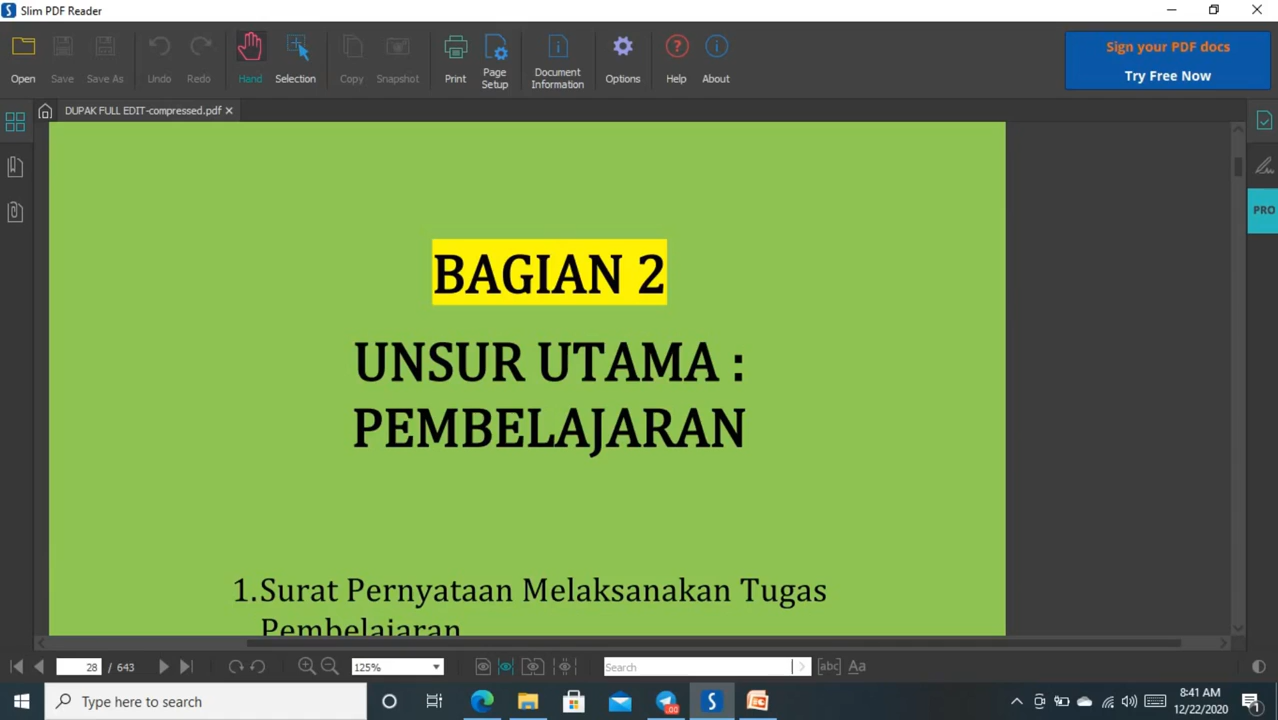 Slim PDF Reader
Open Save Save As Undo Redo Hand Selection Copy Snapshot Print Page Setup Document Information Options Help About
Sign your PDF docs
Try Free Now
DUPAK FULL EDIT-compressed.pdf
PRO
BAGIAN 2
UNSUR UTAMA :
PEMBELAJARAN
1.Surat Pernyataan Melaksanakan Tugas
Pembelajaran
28 / 643
125%
Search
[abc] Aa
Type here to search
.00
8:41 AM
12/22/2020
1